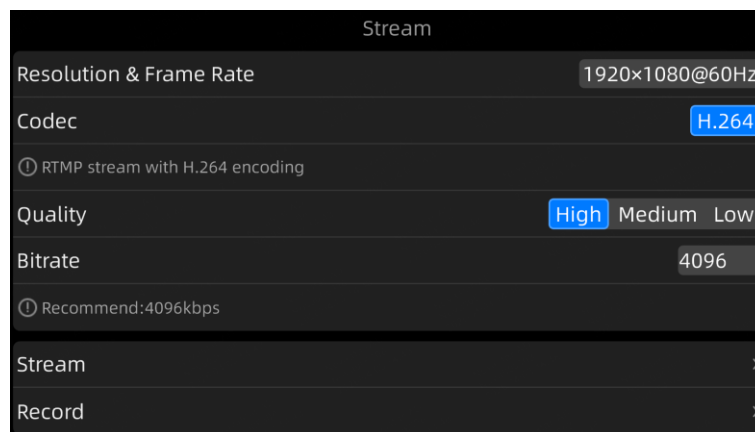 Stream
Resolution & Frame Rate 1920×1080@60Hz
Codec H.264
RTMP stream with H.264 encoding
Quality High Medium Low
Bitrate 4096
Recommend:4096kbps
Stream
Record